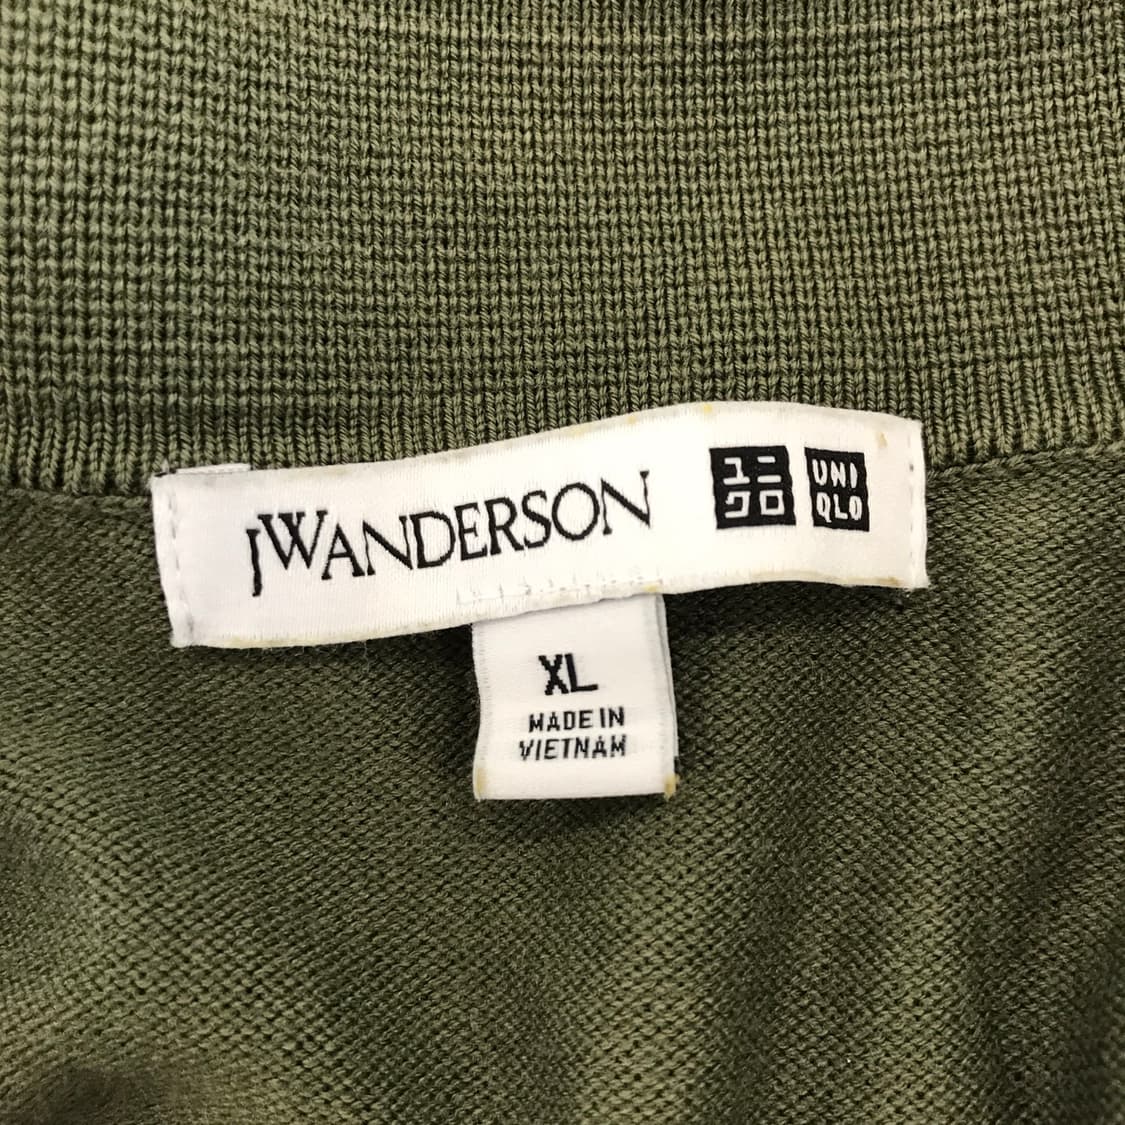 JWANDERSON
ユニ
クロ
UNI
QLO
XL
MADE IN
VIETNAM